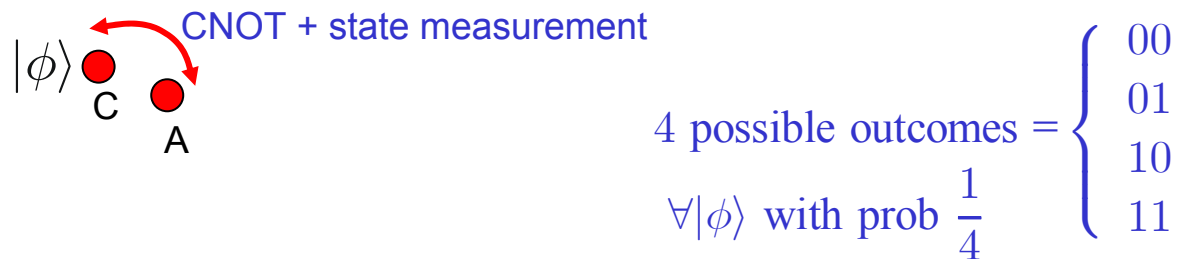 CNOT + state measurement
|ϕ⟩
C
A
4 possible outcomes = { 00
01
10
11
∀|ϕ⟩ with prob 1/4